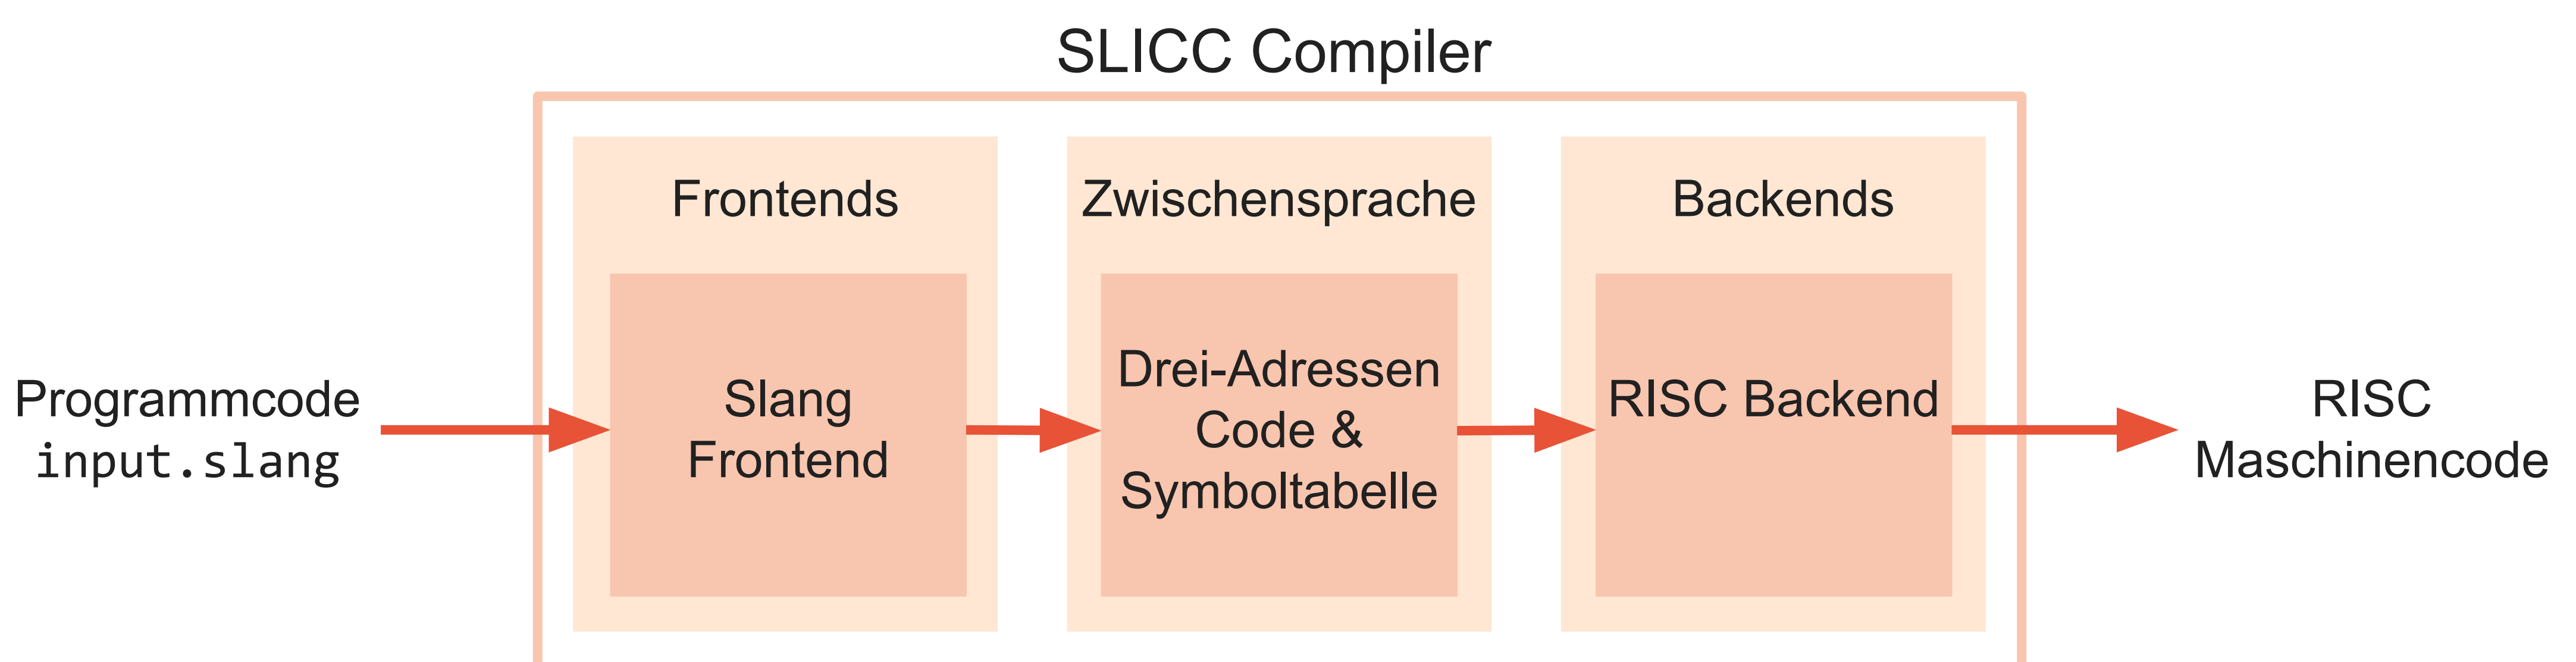 SLICC Compiler
Frontends
Zwischensprache
Backends
Programmcode
input.slang
Slang
Frontend
Drei-Adressen
Code &
Symboltabelle
RISC Backend
RISC
Maschinencode